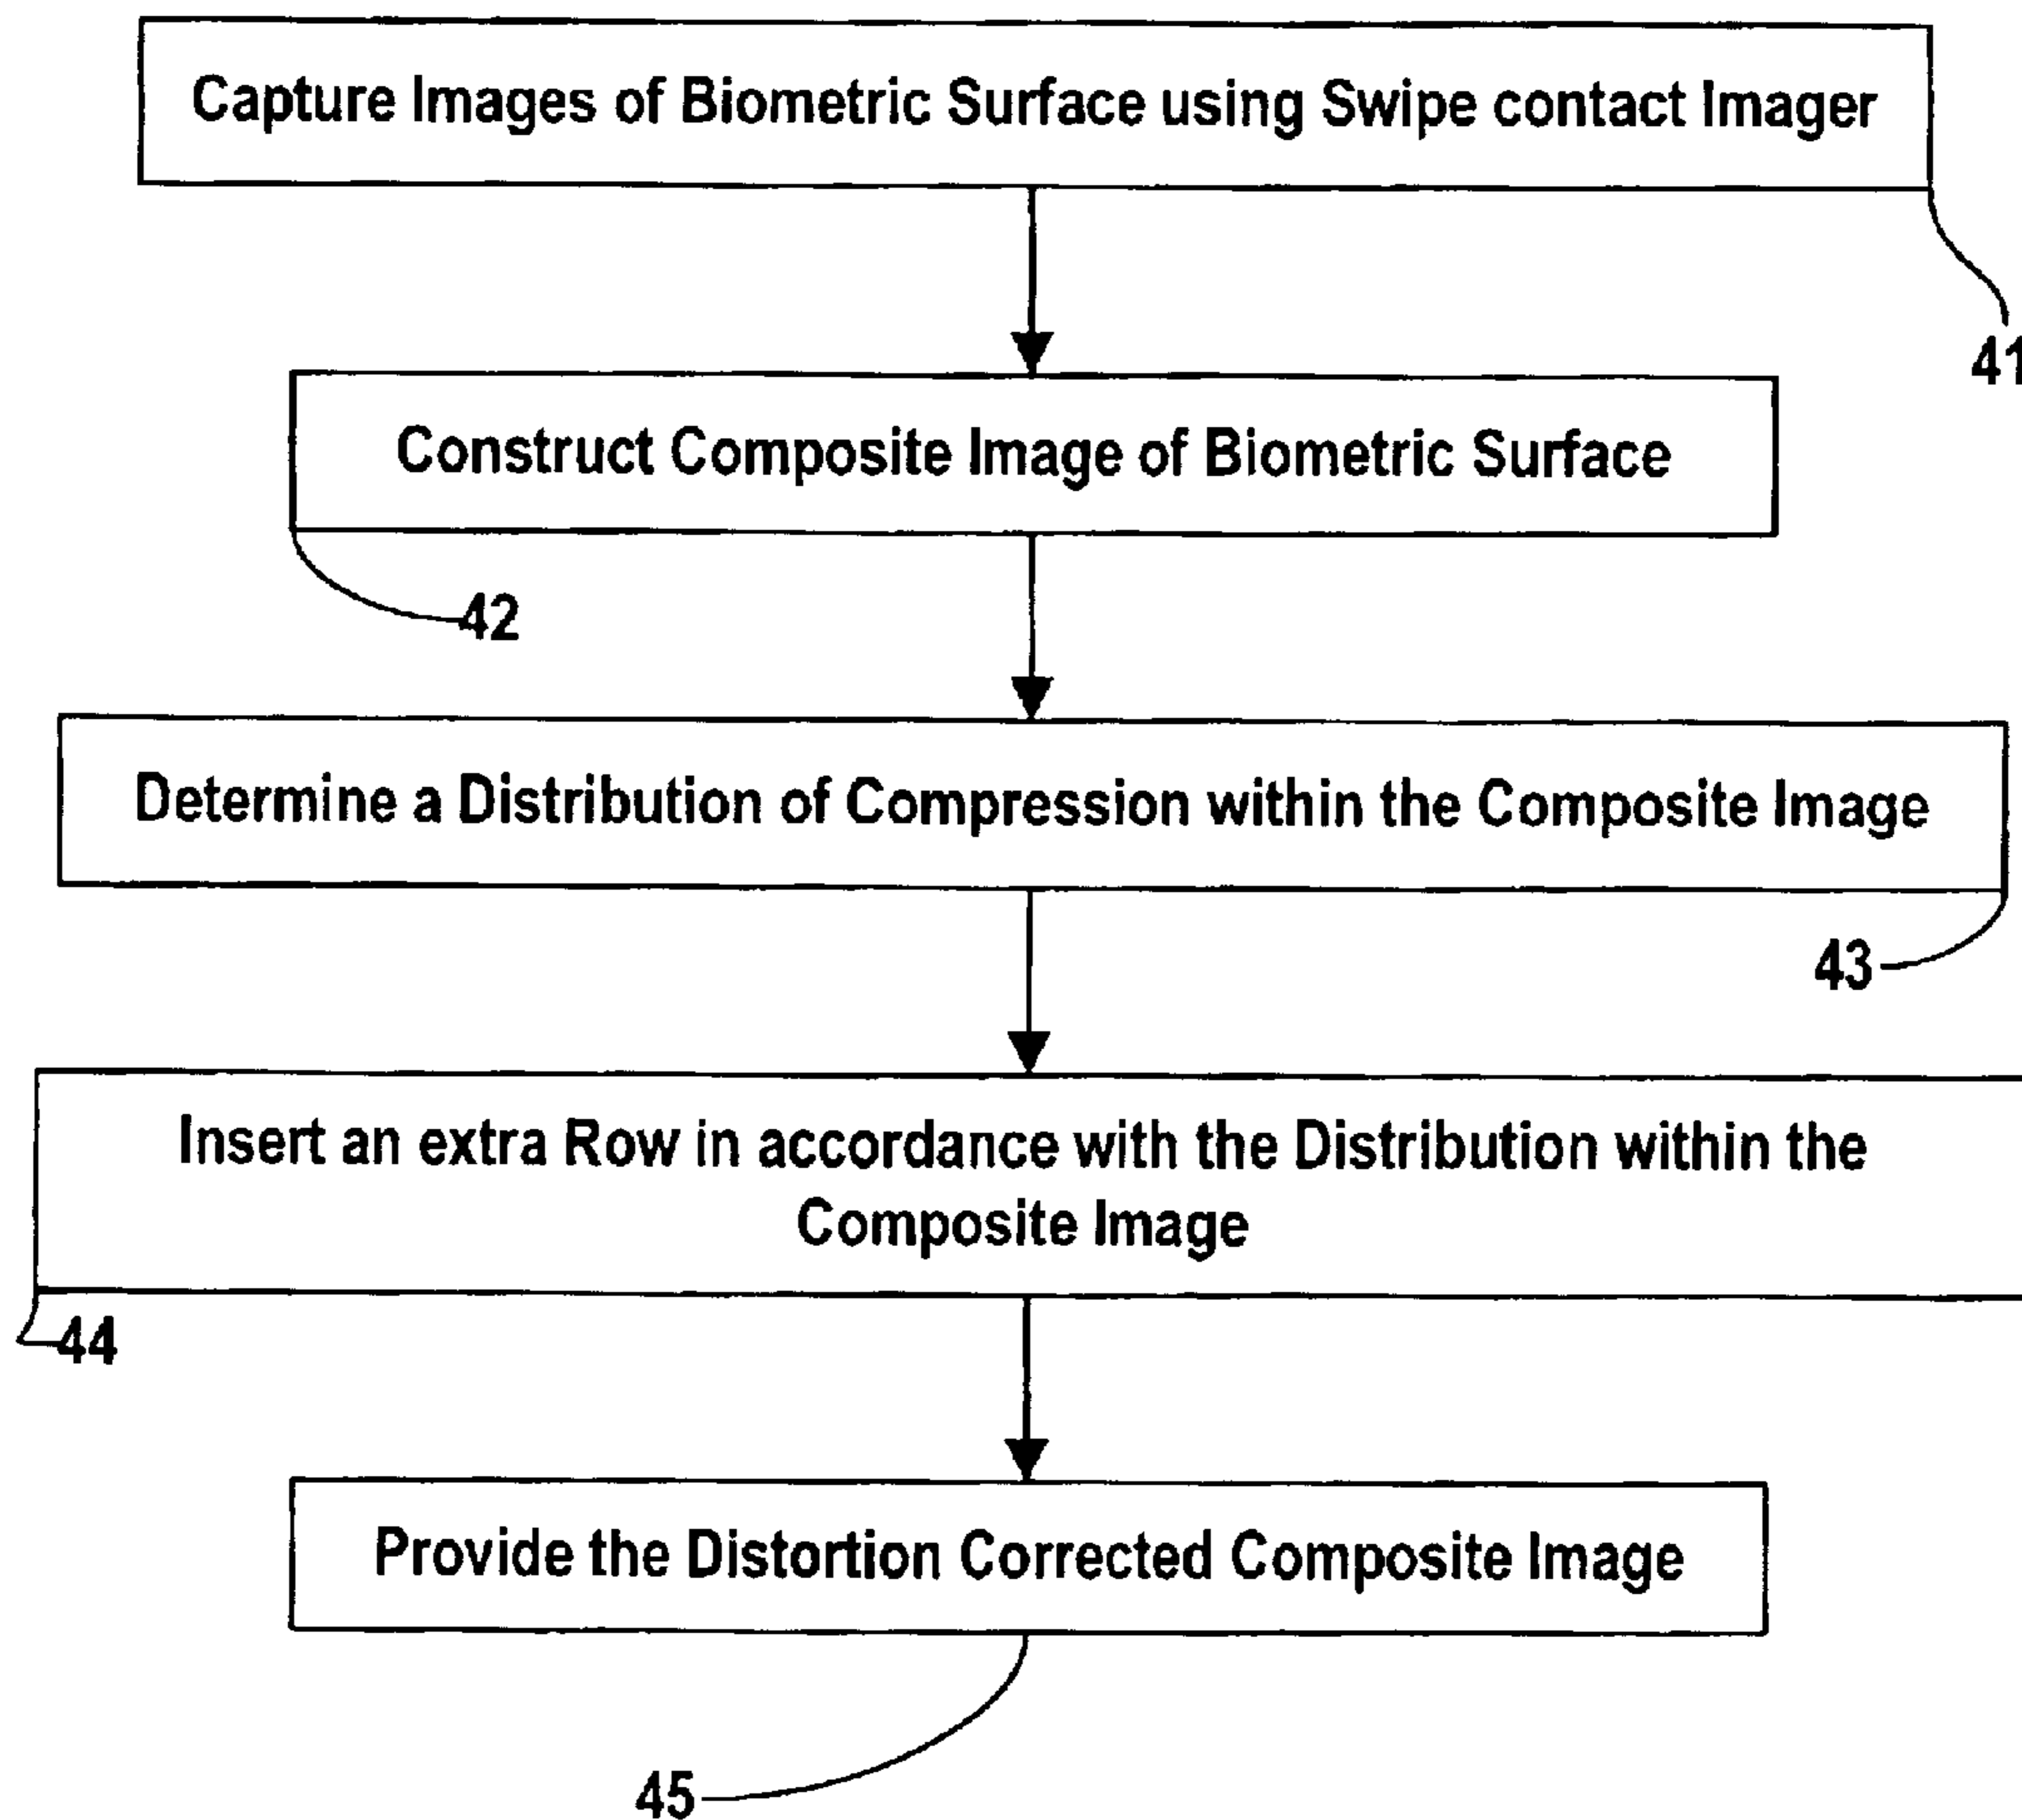 Capture Images of Biometric Surface using Swipe contact Imager
41
Construct Composite Image of Biometric Surface
42
Determine a Distribution of Compression within the Composite Image
43
Insert an extra Row in accordance with the Distribution within the
Composite Image
44
Provide the Distortion Corrected Composite Image
45